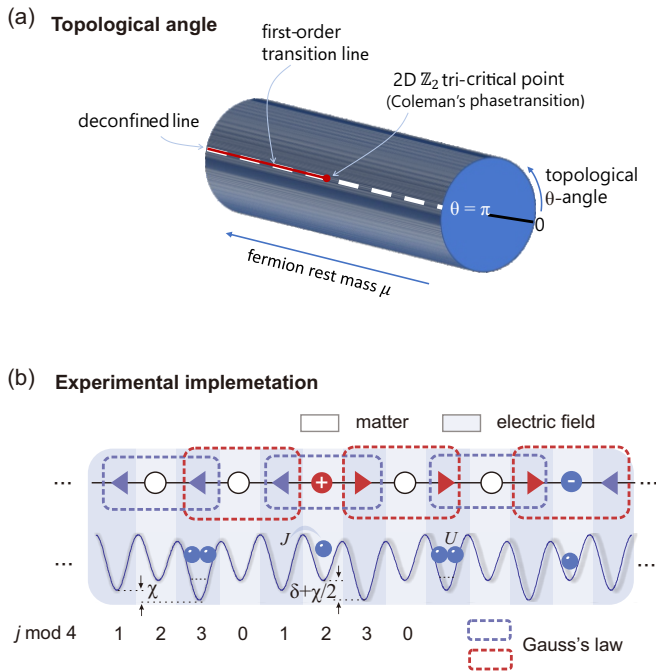 (a) Topological angle
first-order
transition line
2D ℤ₂ tri-critical point
(Coleman's phasetransition)
deconfined line
topological
θ-angle
θ = π
0
fermion rest mass μ
(b) Experimental implemetation
matter
electric field
... + - ...
... J U ...
χ
δ+χ/2
j mod 4 1 2 3 0 1 2 3 0
Gauss's law